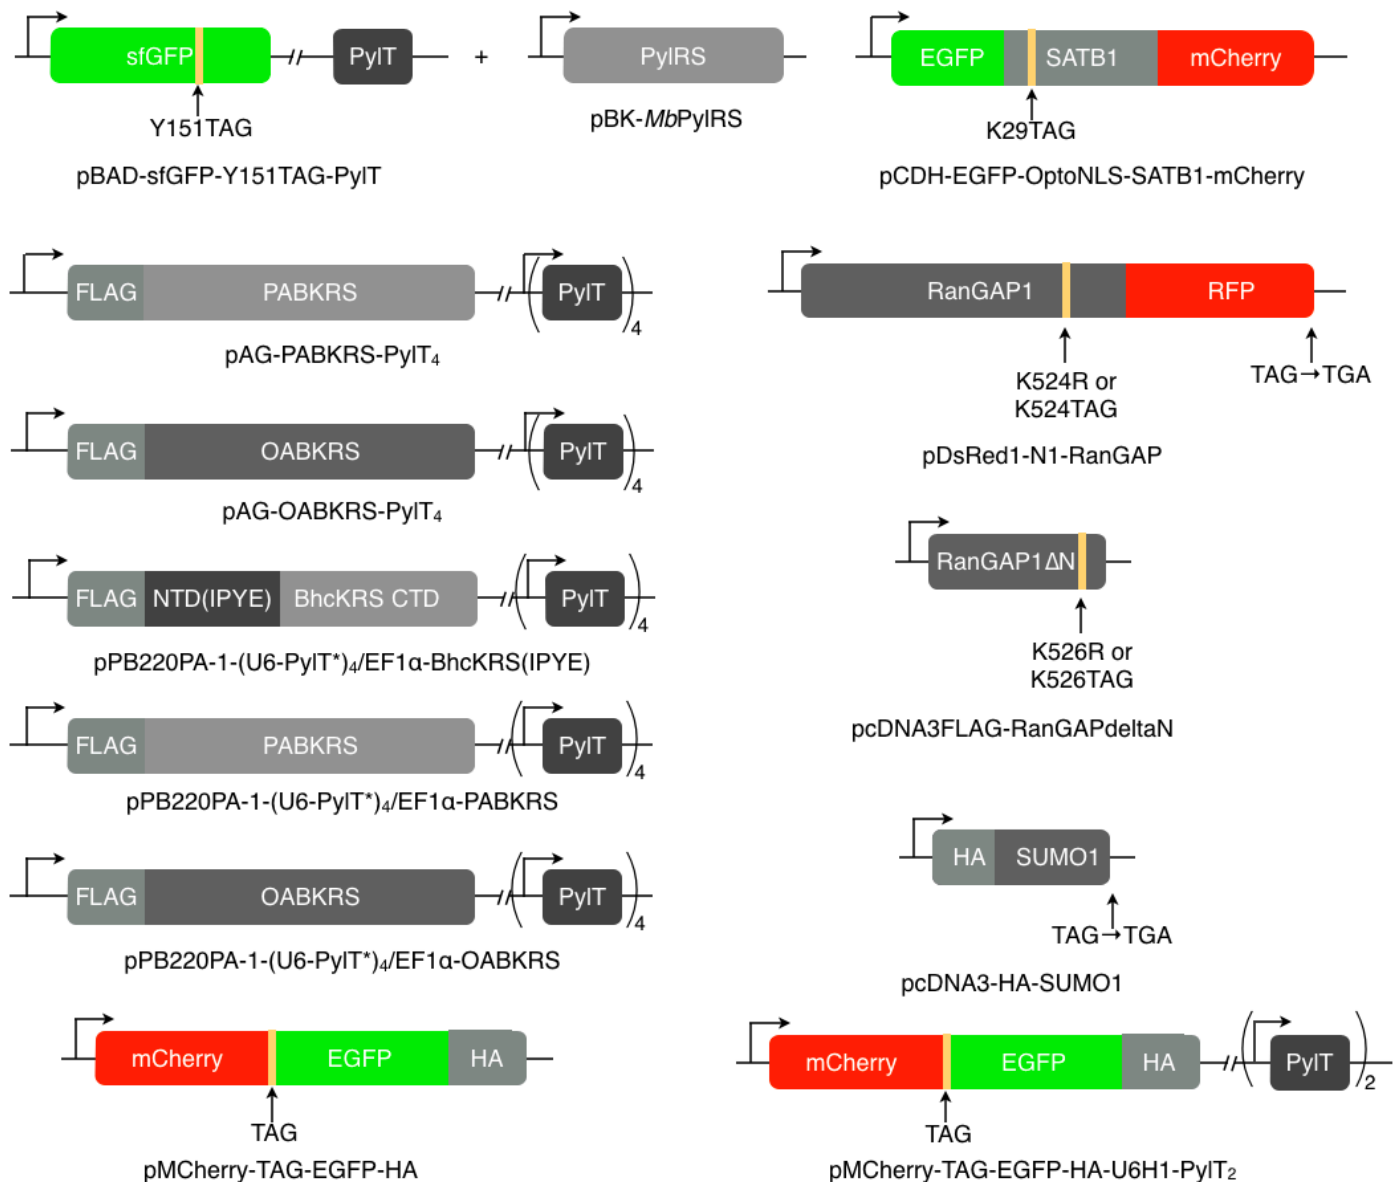 sfGFP
PylT
+
PylRS
EGFP SATB1 mCherry
Y151TAG
pBAD-sfGFP-Y151TAG-PylT
pBK-MbPylRS
K29TAG
pCDH-EGFP-OptoNLS-SATB1-mCherry
FLAG PABKRS // ( PylT )4
pAG-PABKRS-PylT4
RanGAP1 RFP
K524R or
K524TAG
TAG→TGA
pDsRed1-N1-RanGAP
FLAG OABKRS // ( PylT )4
pAG-OABKRS-PylT4
RanGAP1ΔN
K526R or
K526TAG
pcDNA3FLAG-RanGAPdeltaN
FLAG NTD(IPYE) BhcKRS CTD // ( PylT )4
pPB220PA-1-(U6-PylT*)4/EF1α-BhcKRS(IPYE)
FLAG PABKRS // ( PylT )4
pPB220PA-1-(U6-PylT*)4/EF1α-PABKRS
HA SUMO1
TAG→TGA
pcDNA3-HA-SUMO1
FLAG OABKRS // ( PylT )4
pPB220PA-1-(U6-PylT*)4/EF1α-OABKRS
mCherry EGFP HA
TAG
pMCherry-TAG-EGFP-HA
mCherry EGFP HA // ( PylT )2
TAG
pMCherry-TAG-EGFP-HA-U6H1-PylT2